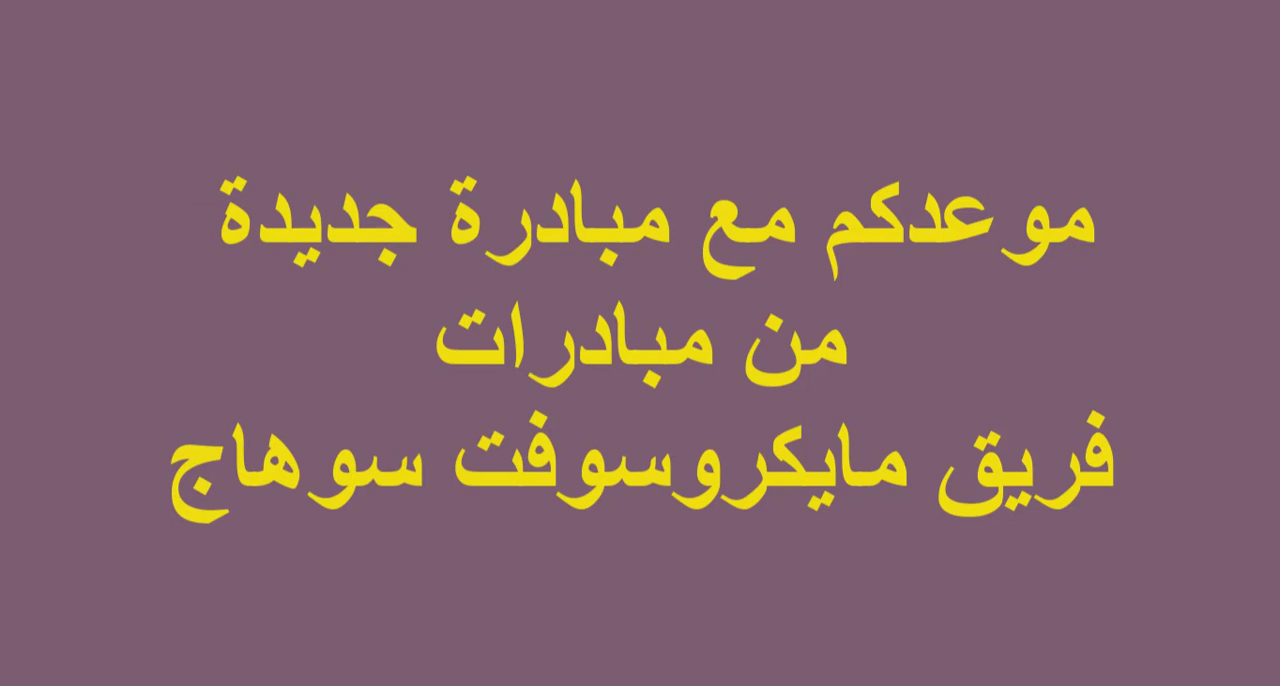 موعدكم مع مبادرة جديدة
من مبادرات
فريق مايكروسوفت سوهاج